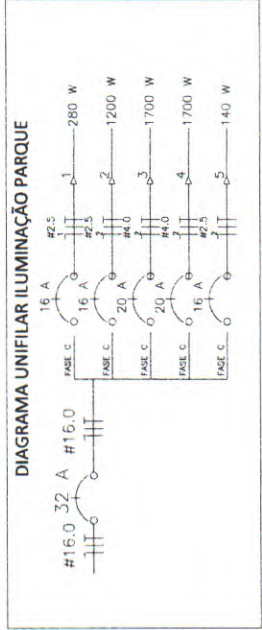 DIAGRAMA UNIFILAR ILUMINAÇÃO PARQUE
#16.0 32 A #16.0
FASE C 16 A #2.5 1 280 W
FASE C 16 A #2.5 2 1200 W
FASE C 20 A #4.0 3 1700 W
FASE C 20 A #4.0 4 1700 W
FASE C 16 A #2.5 5 140 W